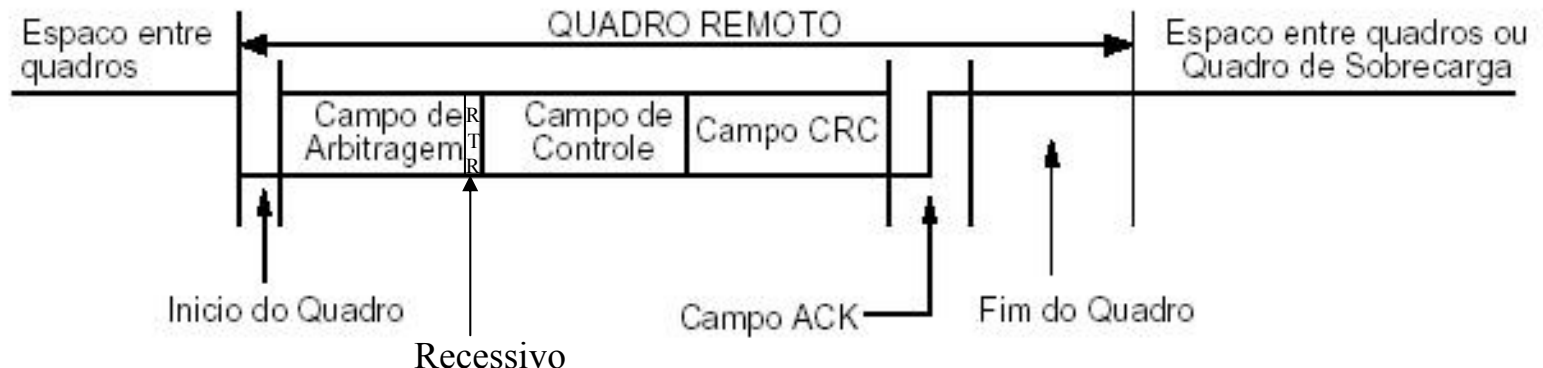 QUADRO REMOTO
Espaco entre
quadros
Espaco entre quadros ou
Quadro de Sobrecarga
Campo de
Arbitragem
R
T
R
Campo de
Controle
Campo CRC
Inicio do Quadro
Campo ACK
Fim do Quadro
Recessivo